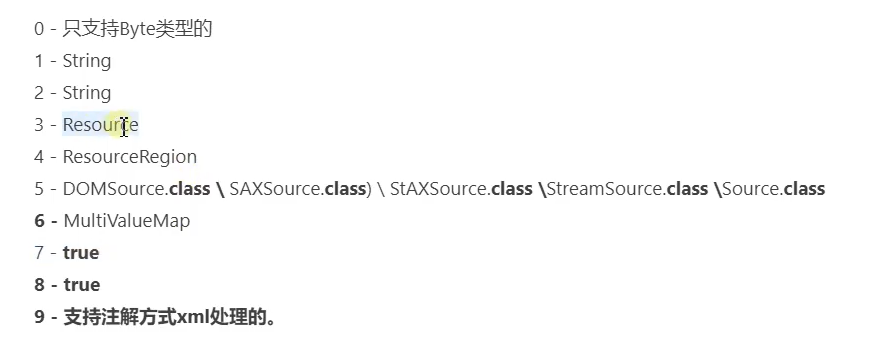 0 - 只支持Byte类型的
1 - String
2 - String
3 - Resource
4 - ResourceRegion
5 - DOMSource.class \ SAXSource.class) \ StAXSource.class \StreamSource.class \Source.class
6 - MultiValueMap
7 - true
8 - true
9 - 支持注解方式xml处理的。